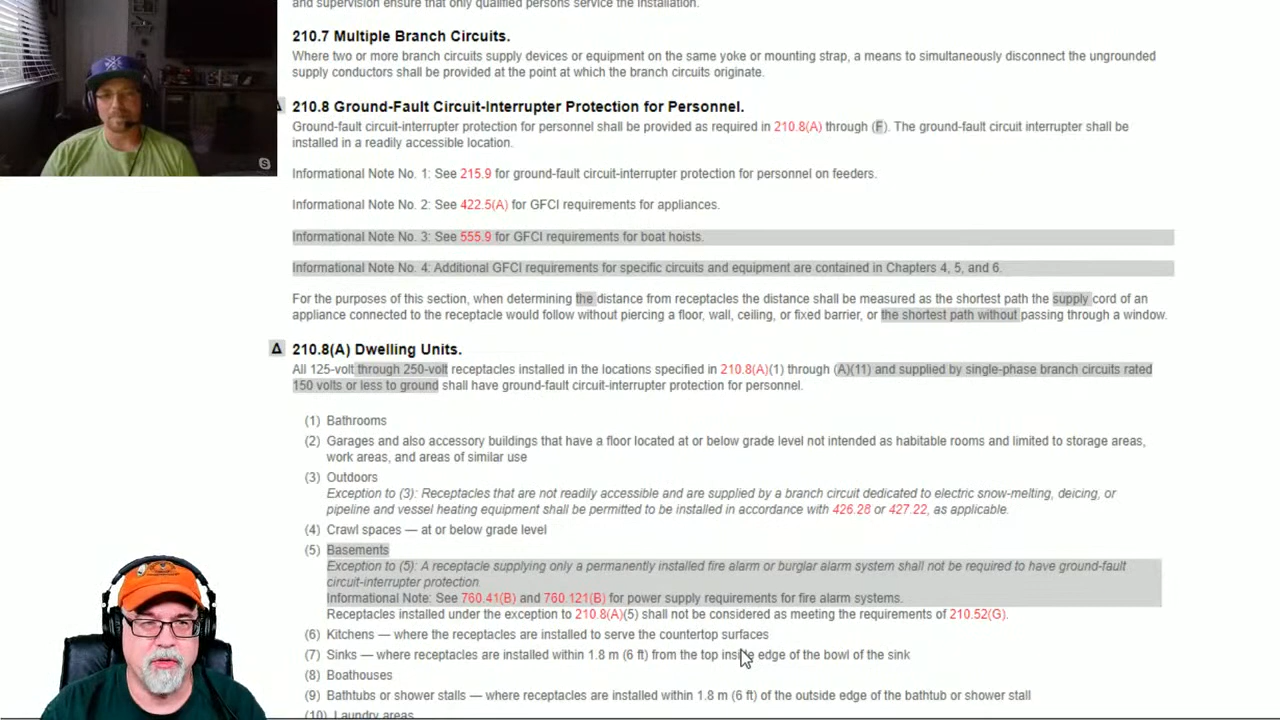 and supervision ensure that only qualified persons service the installation.
210.7 Multiple Branch Circuits.
Where two or more branch circuits supply devices or equipment on the same yoke or mounting strap, a means to simultaneously disconnect the ungrounded
supply conductors shall be provided at the point at which the branch circuits originate.
Δ 210.8 Ground-Fault Circuit-Interrupter Protection for Personnel.
Ground-fault circuit-interrupter protection for personnel shall be provided as required in 210.8(A) through (F). The ground-fault circuit interrupter shall be
installed in a readily accessible location.
Informational Note No. 1: See 215.9 for ground-fault circuit-interrupter protection for personnel on feeders.
Informational Note No. 2: See 422.5(A) for GFCI requirements for appliances.
Informational Note No. 3: See 555.9 for GFCI requirements for boat hoists.
Informational Note No. 4: Additional GFCI requirements for specific circuits and equipment are contained in Chapters 4, 5, and 6.
For the purposes of this section, when determining the distance from receptacles the distance shall be measured as the shortest path the supply cord of an
appliance connected to the receptacle would follow without piercing a floor, wall, ceiling, or fixed barrier, or the shortest path without passing through a window.
Δ 210.8(A) Dwelling Units.
All 125-volt through 250-volt receptacles installed in the locations specified in 210.8(A)(1) through (A)(11) and supplied by single-phase branch circuits rated
150 volts or less to ground shall have ground-fault circuit-interrupter protection for personnel.
(1) Bathrooms
(2) Garages and also accessory buildings that have a floor located at or below grade level not intended as habitable rooms and limited to storage areas,
work areas, and areas of similar use
(3) Outdoors
Exception to (3): Receptacles that are not readily accessible and are supplied by a branch circuit dedicated to electric snow-melting, deicing, or
pipeline and vessel heating equipment shall be permitted to be installed in accordance with 426.28 or 427.22, as applicable.
(4) Crawl spaces — at or below grade level
(5) Basements
Exception to (5): A receptacle supplying only a permanently installed fire alarm or burglar alarm system shall not be required to have ground-fault
circuit-interrupter protection
Informational Note: See 760.41(B) and 760.121(B) for power supply requirements for fire alarm systems.
Receptacles installed under the exception to 210.8(A)(5) shall not be considered as meeting the requirements of 210.52(G).
(6) Kitchens — where the receptacles are installed to serve the countertop surfaces
(7) Sinks — where receptacles are installed within 1.8 m (6 ft) from the top inside edge of the bowl of the sink
(8) Boathouses
(9) Bathtubs or shower stalls — where receptacles are installed within 1.8 m (6 ft) of the outside edge of the bathtub or shower stall
(10) Laundry areas